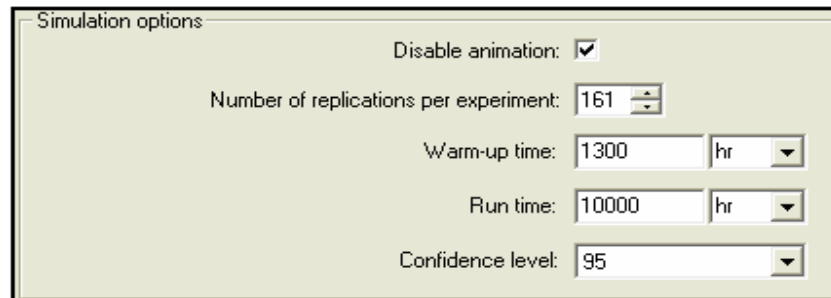 Simulation options
Disable animation:
Number of replications per experiment: 161
Warm-up time: 1300 hr
Run time: 10000 hr
Confidence level: 95